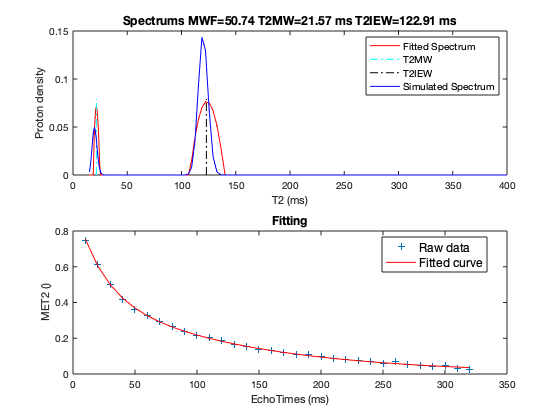 Spectrums MWF=50.74 T2MW=21.57 ms T2IEW=122.91 ms
0.15
0.1
0.05
0
Proton density
Fitted Spectrum
T2MW
T2IEW
Simulated Spectrum
0 50 100 150 200 250 300 350 400
T2 (ms)
Fitting
0.8
0.6
0.4
0.2
0
MET2 ()
Raw data
Fitted curve
0 50 100 150 200 250 300 350
EchoTimes (ms)